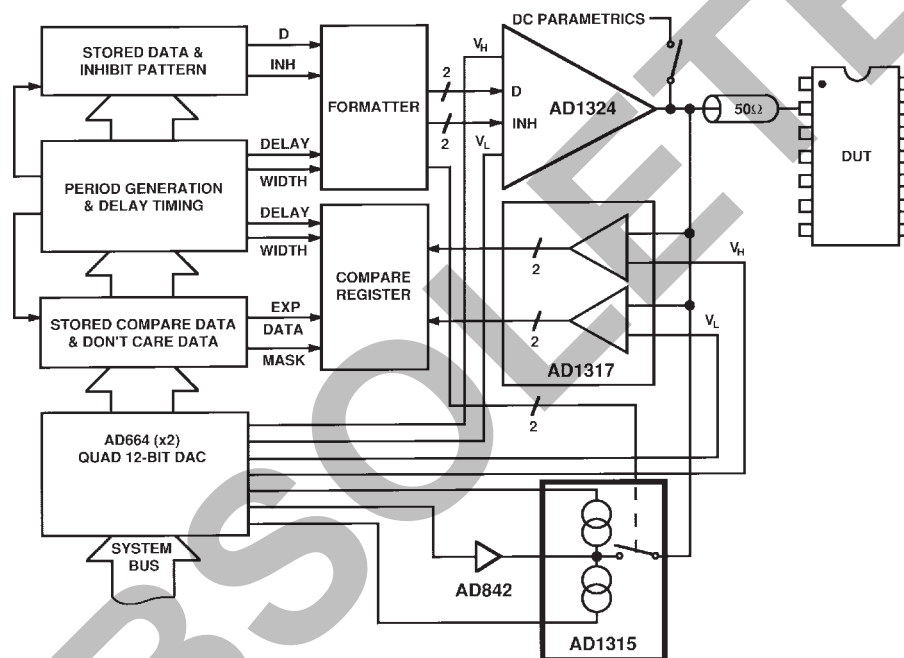 DC PARAMETRICS
STORED DATA &
INHIBIT PATTERN
D
INH
FORMATTER
2
2
VH
D
INH
VL
AD1324
50Ω
DUT
PERIOD GENERATION
& DELAY TIMING
DELAY
WIDTH
DELAY
WIDTH
COMPARE
REGISTER
2
2
VH
VL
AD1317
STORED COMPARE DATA
& DON'T CARE DATA
EXP
DATA
MASK
2
AD664 (x2)
QUAD 12-BIT DAC
SYSTEM
BUS
AD842
AD1315
OBSOLETE